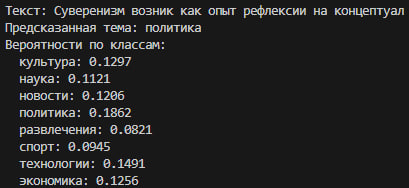 Текст: Суверенизм возник как опыт рефлексии на концептуал
Предсказанная тема: политика
Вероятности по классам:
культура: 0.1297
наука: 0.1121
новости: 0.1206
политика: 0.1862
развлечения: 0.0821
спорт: 0.0945
технологии: 0.1491
экономика: 0.1256